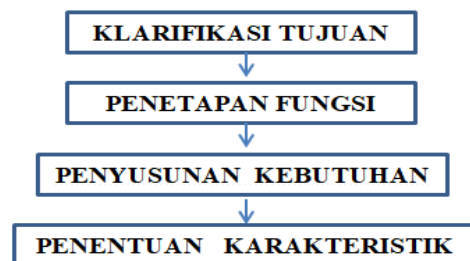 KLARIFIKASI TUJUAN
PENETAPAN FUNGSI
PENYUSUNAN KEBUTUHAN
PENENTUAN KARAKTERISTIK